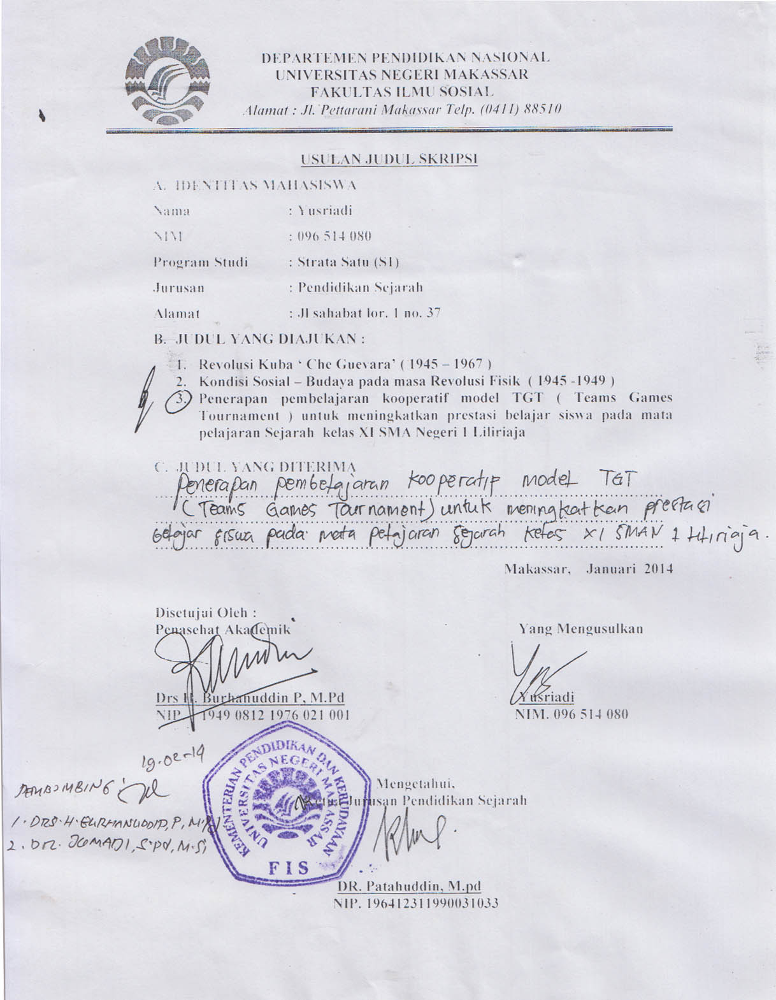 DEPARTEMEN PENDIDIKAN NASIONAL
UNIVERSITAS NEGERI MAKASSAR
FAKULTAS ILMU SOSIAL
Alamat : Jl. Pettarani Makassar Telp. (0411) 88510
USULAN JUDUL SKRIPSI
A. IDENTITAS MAHASISWA
Nama : Yusriadi
NIM : 096 514 080
Program Studi : Strata Satu (S1)
Jurusan : Pendidikan Sejarah
Alamat : Jl sahabat lor. 1 no. 37
B. JUDUL YANG DIAJUKAN :
1. Revolusi Kuba ‘ Che Guevara’ ( 1945 – 1967 )
2. Kondisi Sosial – Budaya pada masa Revolusi Fisik ( 1945 -1949 )
3. Penerapan pembelajaran kooperatif model TGT ( Teams Games
Tournament ) untuk meningkatkan prestasi belajar siswa pada mata
pelajaran Sejarah kelas XI SMA Negeri 1 Liliriaja
C. JUDUL YANG DITERIMA
Penerapan pembelajaran kooperatif model TGT
(Teams Games Tournament) untuk meningkatkan prestasi
belajar siswa pada mata pelajaran sejarah kelas XI SMAN 1 Liliriaja.
Makassar, Januari 2014
Disetujui Oleh :
Penasehat Akademik Yang Mengusulkan
Drs H. Burhanuddin P, M.Pd Yusriadi
NIP. 1949 0812 1976 021 001 NIM. 096 514 080
19-02-14
PEMBIMBING
1. DRS. H. BURHANUDDIN, P, M.Pd
2. DR. JUMADI, S.Pd, M.Si
KEMENTERIAN PENDIDIKAN DAN KEBUDAYAAN
UNIVERSITAS NEGERI MAKASSAR
FIS
Mengetahui,
Ketua Jurusan Pendidikan Sejarah
DR. Patahuddin, M.pd
NIP. 196412311990031033